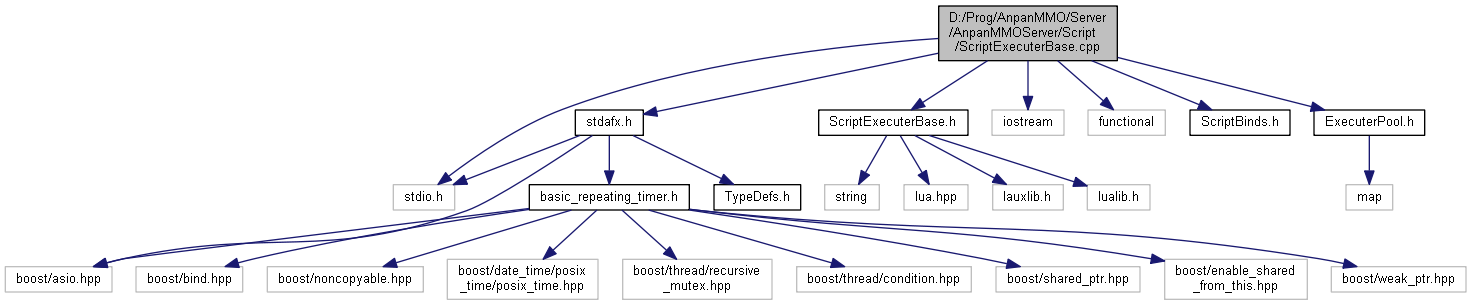 D:/Prog/AnpanMMO/Server
/AnpanMMOServer/Script
/ScriptExecuterBase.cpp
stdafx.h
ScriptExecuterBase.h
iostream
functional
ScriptBinds.h
ExecuterPool.h
stdio.h
basic_repeating_timer.h
TypeDefs.h
string
lua.hpp
lauxlib.h
lualib.h
map
boost/asio.hpp
boost/bind.hpp
boost/noncopyable.hpp
boost/date_time/posix
_time/posix_time.hpp
boost/thread/recursive
_mutex.hpp
boost/thread/condition.hpp
boost/shared_ptr.hpp
boost/enable_shared
_from_this.hpp
boost/weak_ptr.hpp